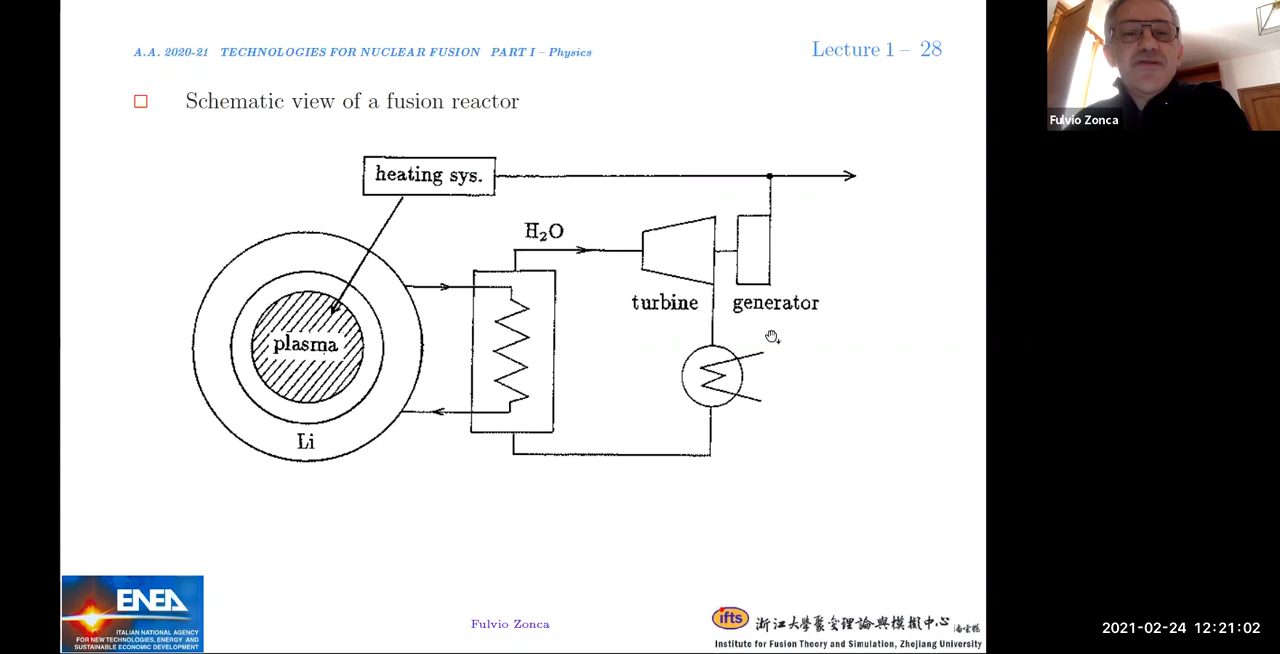 A.A. 2020-21 TECHNOLOGIES FOR NUCLEAR FUSION PART I – Physics
Lecture 1 – 28
Schematic view of a fusion reactor
Fulvio Zonca
heating sys.
H₂O
turbine
generator
plasma
Li
ENEA
ITALIAN NATIONAL AGENCY
FOR NEW TECHNOLOGIES, ENERGY AND
SUSTAINABLE ECONOMIC DEVELOPMENT
Fulvio Zonca
ifts
浙江大學聚变理論與模擬中心
Institute for Fusion Theory and Simulation, Zhejiang University
2021-02-24 12:21:02